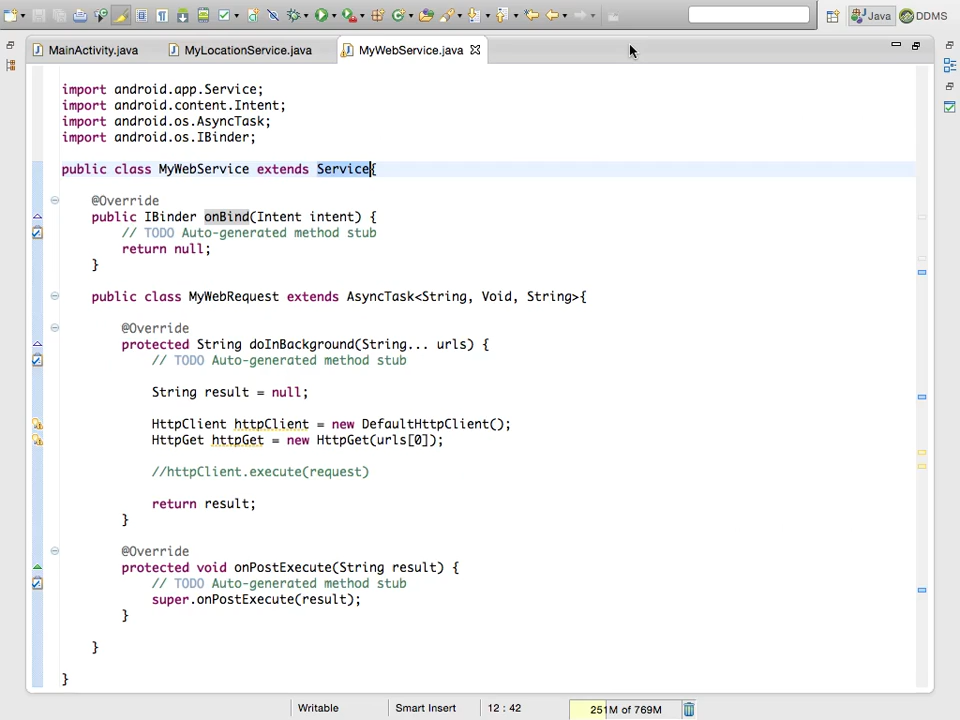 Java DDMS
MainActivity.java MyLocationService.java MyWebService.java
import android.app.Service;
import android.content.Intent;
import android.os.AsyncTask;
import android.os.IBinder;
public class MyWebService extends Service{
@Override
public IBinder onBind(Intent intent) {
// TODO Auto-generated method stub
return null;
}
public class MyWebRequest extends AsyncTask<String, Void, String>{
@Override
protected String doInBackground(String... urls) {
// TODO Auto-generated method stub
String result = null;
HttpClient httpClient = new DefaultHttpClient();
HttpGet httpGet = new HttpGet(urls[0]);
//httpClient.execute(request)
return result;
}
@Override
protected void onPostExecute(String result) {
// TODO Auto-generated method stub
super.onPostExecute(result);
}
}
}
Writable Smart Insert 12 : 42 251M of 769M